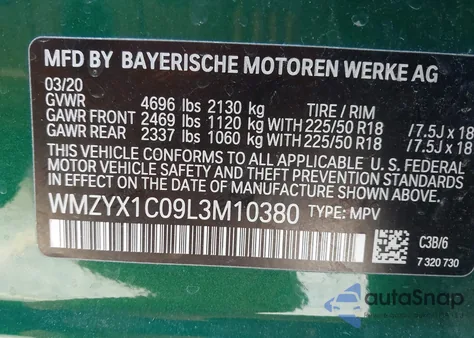 MFD BY BAYERISCHE MOTOREN WERKE AG
03/20
GVWR 4696 lbs 2130 kg TIRE / RIM
GAWR FRONT 2469 lbs 1120 kg WITH 225/50 R18 /7.5J x 18
GAWR REAR 2337 lbs 1060 kg WITH 225/50 R18 /7.5J x 18
THIS VEHICLE CONFORMS TO ALL APPLICABLE U. S. FEDERAL
MOTOR VEHICLE SAFETY, BUMPER, AND THEFT PREVENTION
STANDARDS IN EFFECT ON THE DATE OF MANUFACTURE SHOWN ABOVE.
WMZYX1C09L3M10380 TYPE: MPV
C3B/6
7 320 730
autoSnap